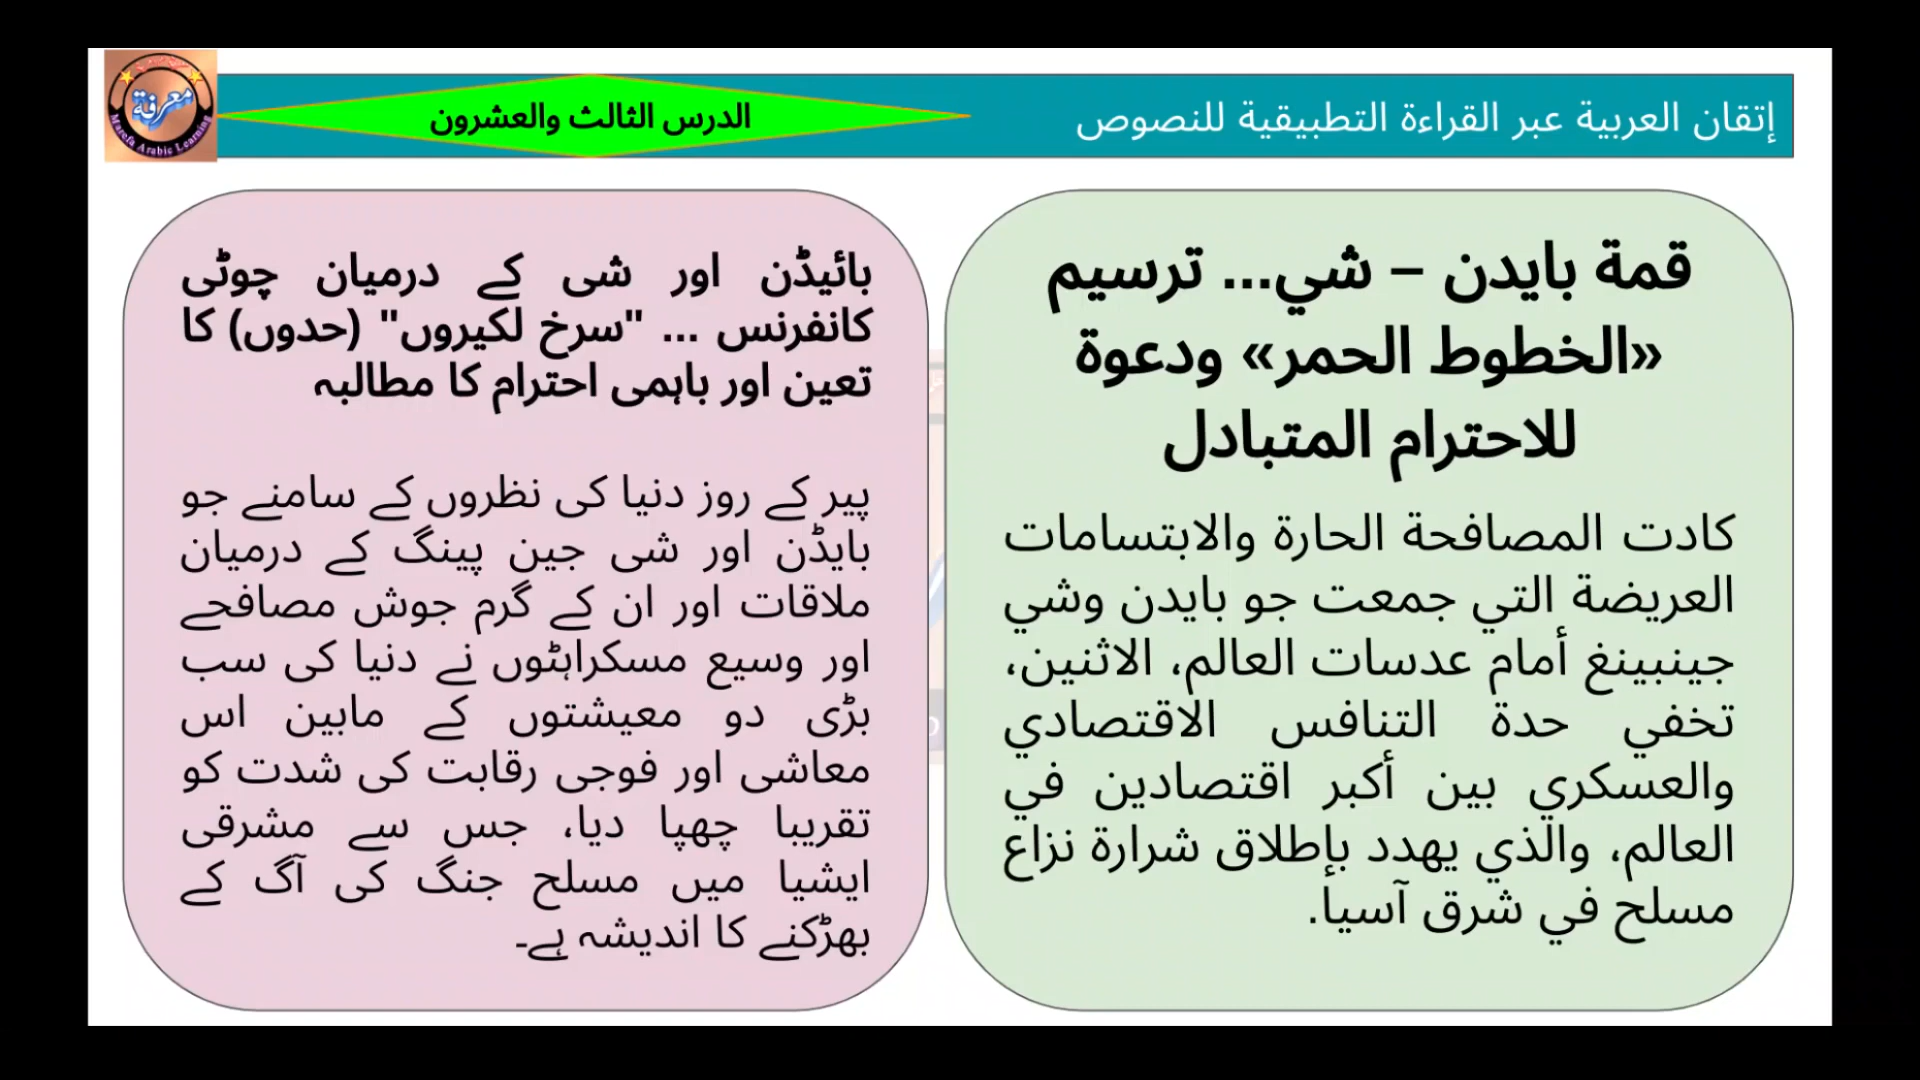 إتقان العربية عبر القراءة التطبيقية للنصوص
الدرس الثالث والعشرون
معرفة
Marefa Arabic Learning
قمة بايدن – شي... ترسيم
«الخطوط الحمر» ودعوة
للاحترام المتبادل
كادت المصافحة الحارة والابتسامات
العريضة التي جمعت جو بايدن وشي
جينبينغ أمام عدسات العالم، الاثنين،
تخفي حدة التنافس الاقتصادي
والعسكري بين أكبر اقتصادين في
العالم، والذي يهدد بإطلاق شرارة نزاع
مسلح في شرق آسيا.
بائیڈن اور شی کے درمیان چوٹی
کانفرنس ... "سرخ لکیروں" (حدوں) کا
تعین اور باہمی احترام کا مطالبہ
پیر کے روز دنیا کی نظروں کے سامنے جو
بایڈن اور شی جین پینگ کے درمیان
ملاقات اور ان کے گرم جوش مصافحے
اور وسیع مسکراہٹوں نے دنیا کی سب
بڑی دو معیشتوں کے مابین اس
معاشی اور فوجی رقابت کی شدت کو
تقریبا چھپا دیا، جس سے مشرقی
ایشیا میں مسلح جنگ کی آگ کے
بھڑکنے کا اندیشہ ہے۔